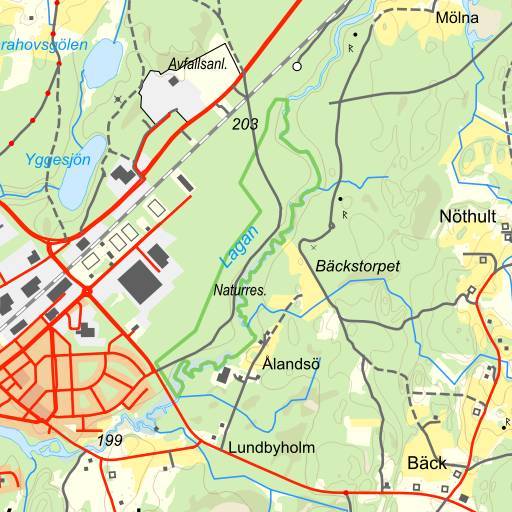 Mölna
rahovsgölen
Avfallsanl.
R
203
Yggesjön
R
Nöthult
Lagan
Bäckstorpet
Naturres.
Ålandsö
199
Lundbyholm
Bäck